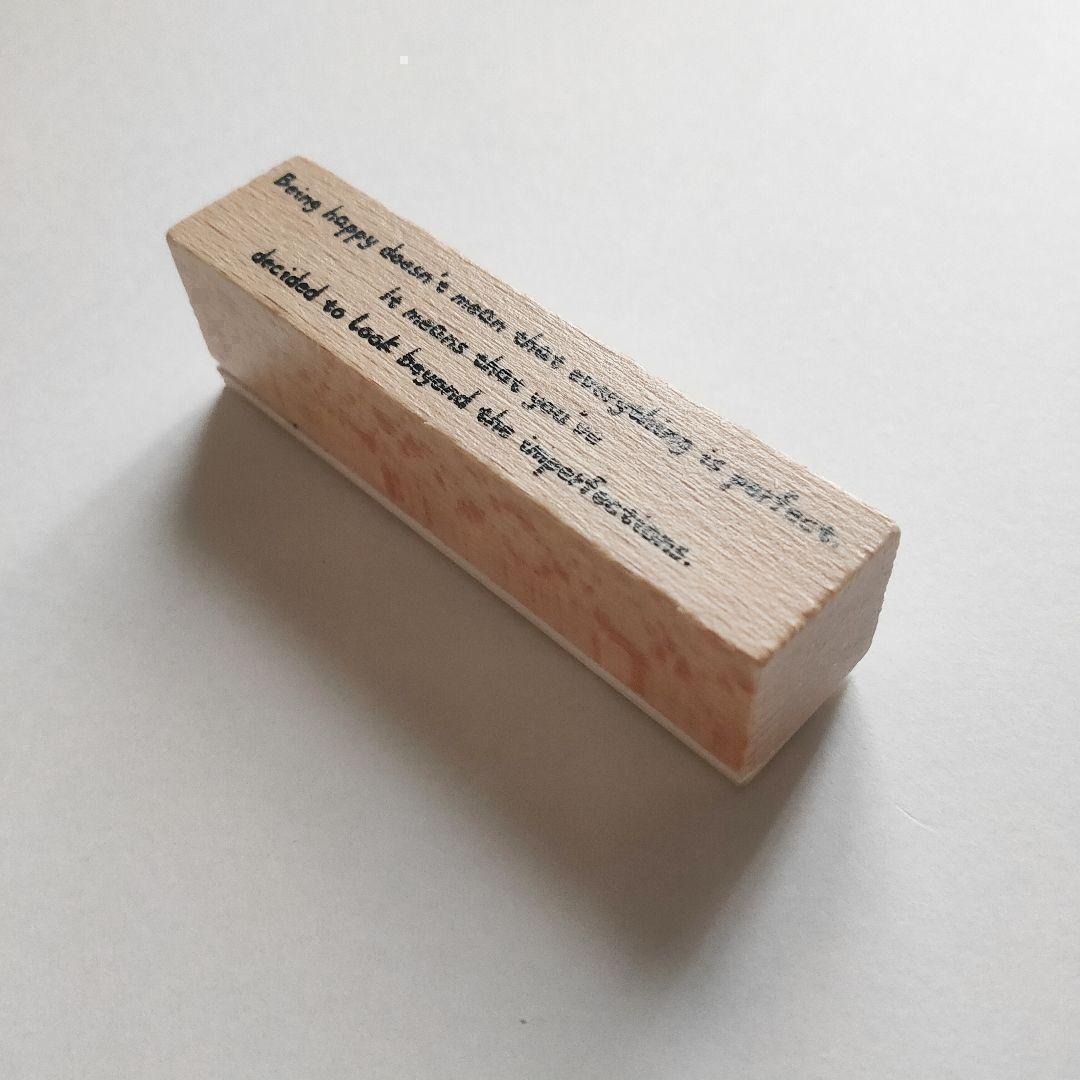 Being happy doesn't mean that everything is perfect.
It means that you've
decided to look beyond the imperfections.